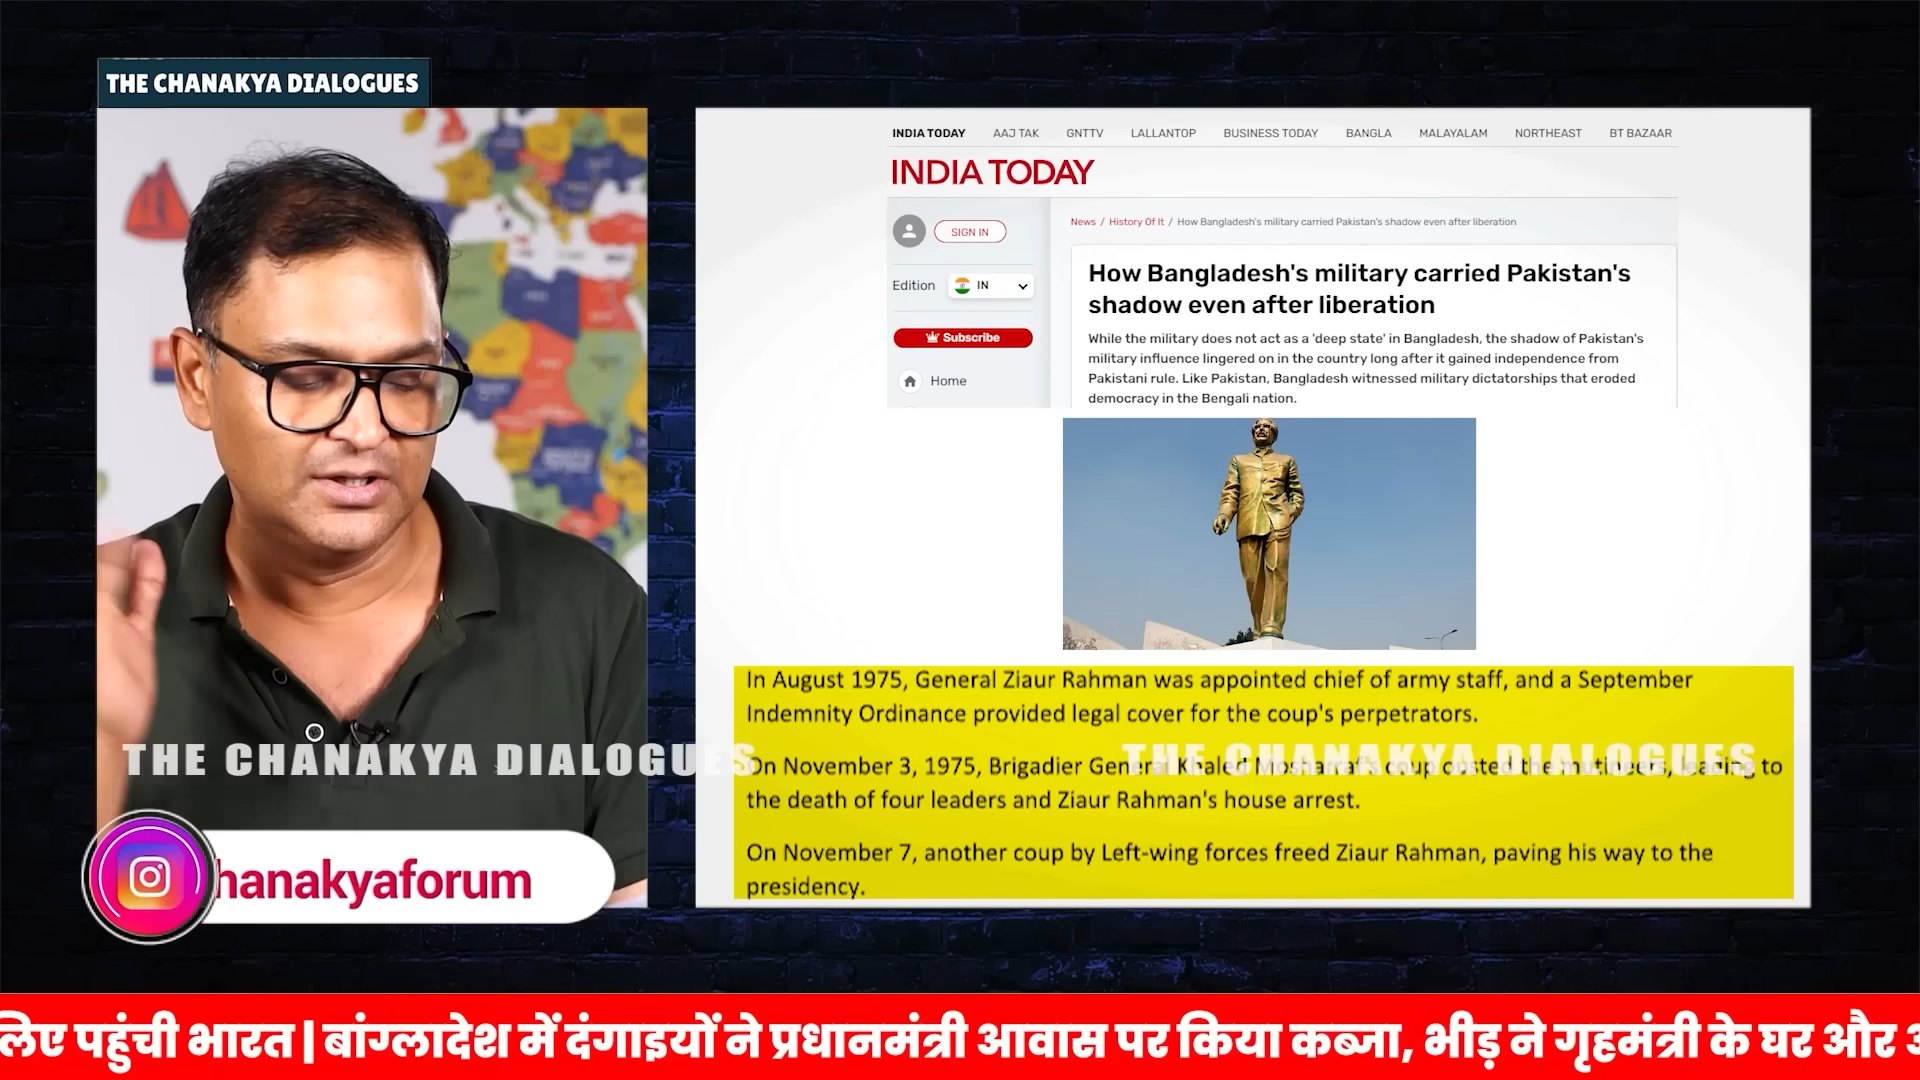 THE CHANAKYA DIALOGUES
INDIA TODAY AAJ TAK GNTTV LALLANTOP BUSINESS TODAY BANGLA MALAYALAM NORTHEAST BT BAZAAR
INDIA TODAY
SIGN IN
Edition IN
Subscribe
Home
News / History Of It / How Bangladesh's military carried Pakistan's shadow even after liberation
How Bangladesh's military carried Pakistan's
shadow even after liberation
While the military does not act as a 'deep state' in Bangladesh, the shadow of Pakistan's
military influence lingered on in the country long after it gained independence from
Pakistani rule. Like Pakistan, Bangladesh witnessed military dictatorships that eroded
democracy in the Bengali nation.
In August 1975, General Ziaur Rahman was appointed chief of army staff, and a September
Indemnity Ordinance provided legal cover for the coup's perpetrators.
On November 3, 1975, Brigadier General Khaled Mosharraf's coup ousted the mutineers, leading to
the death of four leaders and Ziaur Rahman's house arrest.
On November 7, another coup by Left-wing forces freed Ziaur Rahman, paving his way to the
presidency.
THE CHANAKYA DIALOGUES
THE CHANAKYA DIALOGUES
hanakyaforum
लिए पहुंची भारत | बांग्लादेश में दंगाइयों ने प्रधानमंत्री आवास पर किया कब्जा, भीड़ ने गृहमंत्री के घर और